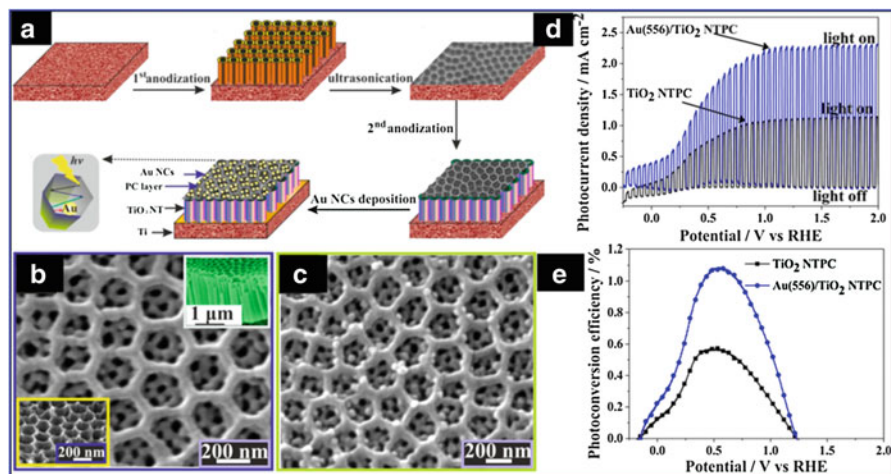 a
1st anodization
ultrasonication
2nd anodization
Au NCs deposition
hv
Au
Au NCs
PC layer
TiO2 NT
Ti
b
1 μm
200 nm
200 nm
c
200 nm
d
Photocurrent density / mA cm-2
2.5
2.0
1.5
1.0
0.5
0.0
Au(556)/TiO2 NTPC
light on
TiO2 NTPC
light on
light off
0.0 0.5 1.0 1.5 2.0
Potential / V vs RHE
e
Photoconversion efficiency / %
1.2
1.0
0.8
0.6
0.4
0.2
0.0
TiO2 NTPC
Au(556)/TiO2 NTPC
0.0 0.5 1.0 1.5 2.0
Potential / V vs RHE